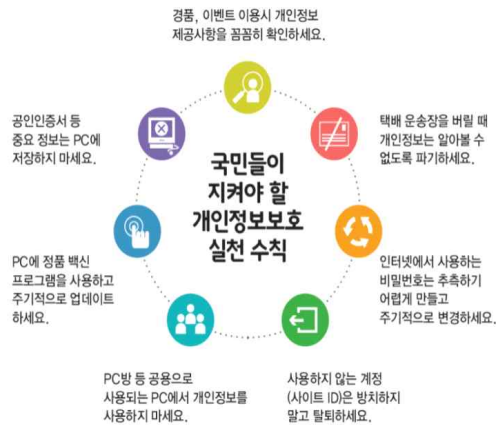 경품, 이벤트 이용시 개인정보
제공사항을 꼼꼼히 확인하세요.
택배 운송장을 버릴 때
개인정보는 알아볼 수
없도록 파기하세요.
인터넷에서 사용하는
비밀번호는 추측하기
어렵게 만들고
주기적으로 변경하세요.
사용하지 않는 계정
(사이트 ID)은 방치하지
말고 탈퇴하세요.
PC방 등 공용으로
사용되는 PC에서 개인정보를
사용하지 마세요.
PC에 정품 백신
프로그램을 사용하고
주기적으로 업데이트
하세요.
공인인증서 등
중요 정보는 PC에
저장하지 마세요.
국민들이
지켜야 할
개인정보보호
실천 수칙